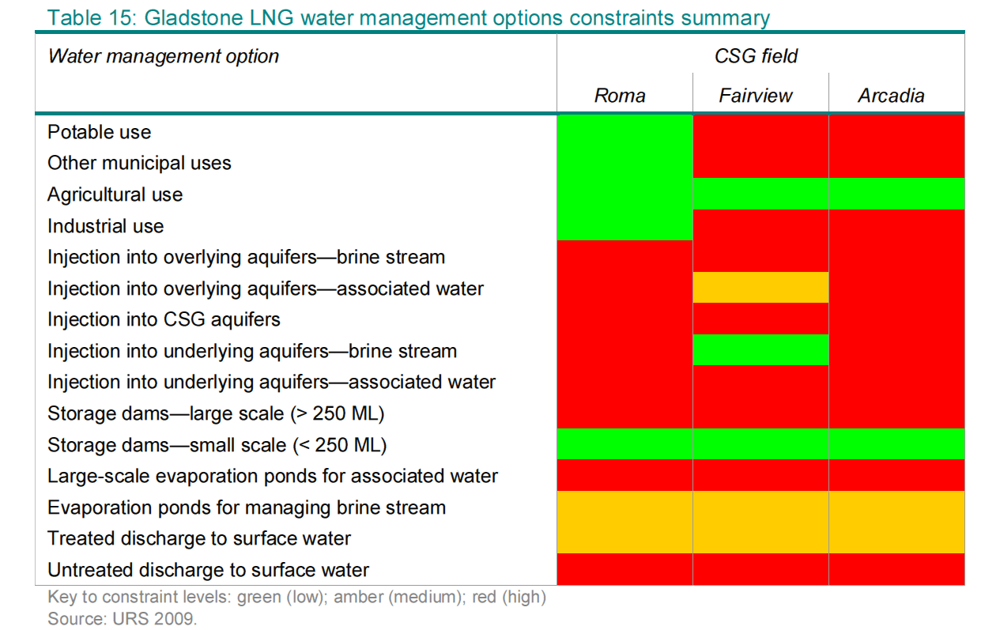 Table 15: Gladstone LNG water management options constraints summary
Water management option
CSG field
Roma
Fairview
Arcadia
Potable use
Other municipal uses
Agricultural use
Industrial use
Injection into overlying aquifers—brine stream
Injection into overlying aquifers—associated water
Injection into CSG aquifers
Injection into underlying aquifers—brine stream
Injection into underlying aquifers—associated water
Storage dams—large scale (> 250 ML)
Storage dams—small scale (< 250 ML)
Large-scale evaporation ponds for associated water
Evaporation ponds for managing brine stream
Treated discharge to surface water
Untreated discharge to surface water
Key to constraint levels: green (low); amber (medium); red (high)
Source: URS 2009.